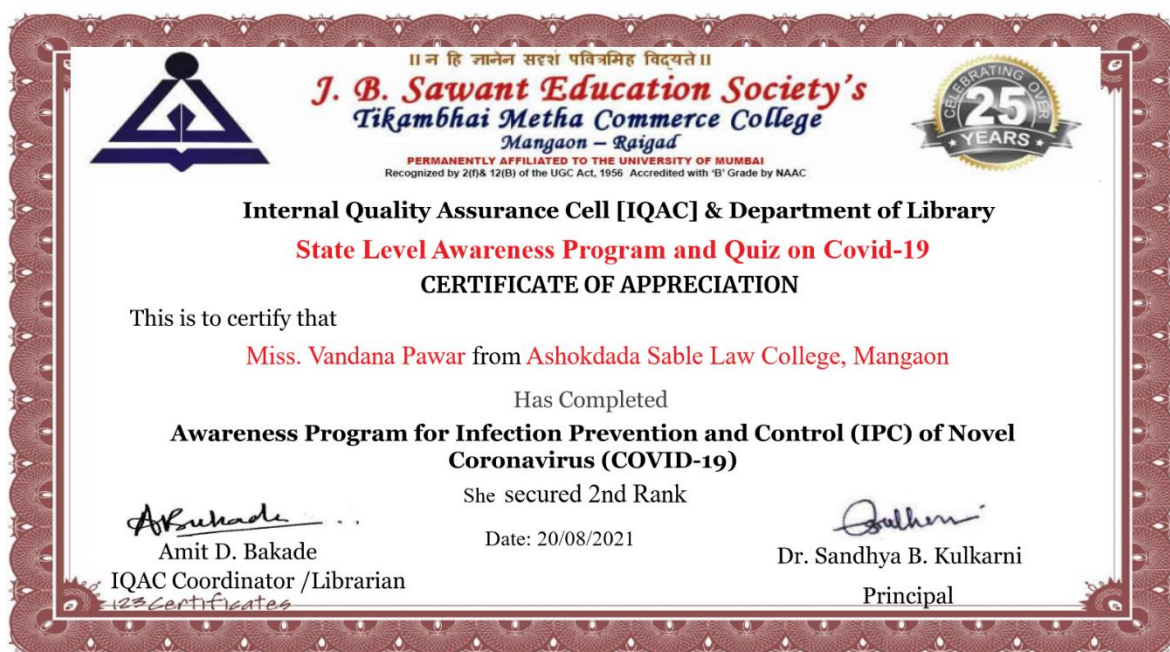 ॥ न हि ज्ञानेन सदृशं पवित्रमिह विद्यते ॥
J. B. Sawant Education Society's
Tikambhai Metha Commerce College
Mangaon – Raigad
PERMANENTLY AFFILIATED TO THE UNIVERSITY OF MUMBAI
Recognized by 2(f)& 12(B) of the UGC Act, 1956 Accredited with 'B' Grade by NAAC
CELEBRATING OVER
25
YEARS
Internal Quality Assurance Cell [IQAC] & Department of Library
State Level Awareness Program and Quiz on Covid-19
CERTIFICATE OF APPRECIATION
This is to certify that
Miss. Vandana Pawar from Ashokdada Sable Law College, Mangaon
Has Completed
Awareness Program for Infection Prevention and Control (IPC) of Novel
Coronavirus (COVID-19)
She secured 2nd Rank
Date: 20/08/2021
Amit D. Bakade
IQAC Coordinator /Librarian
123Certificates
Dr. Sandhya B. Kulkarni
Principal